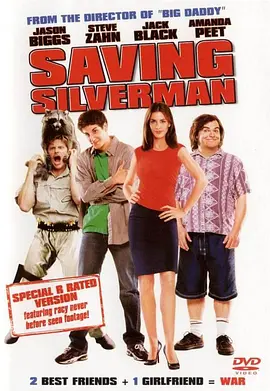 FROM THE DIRECTOR OF "BIG DADDY"
JASON BIGGS STEVE ZAHN JACK BLACK AMANDA PEET
SAVING
SILVERMAN
SPECIAL R RATED
VERSION
featuring racy never
before seen footage!
DVD
VIDEO
2 BEST FRIENDS + 1 GIRLFRIEND = WAR